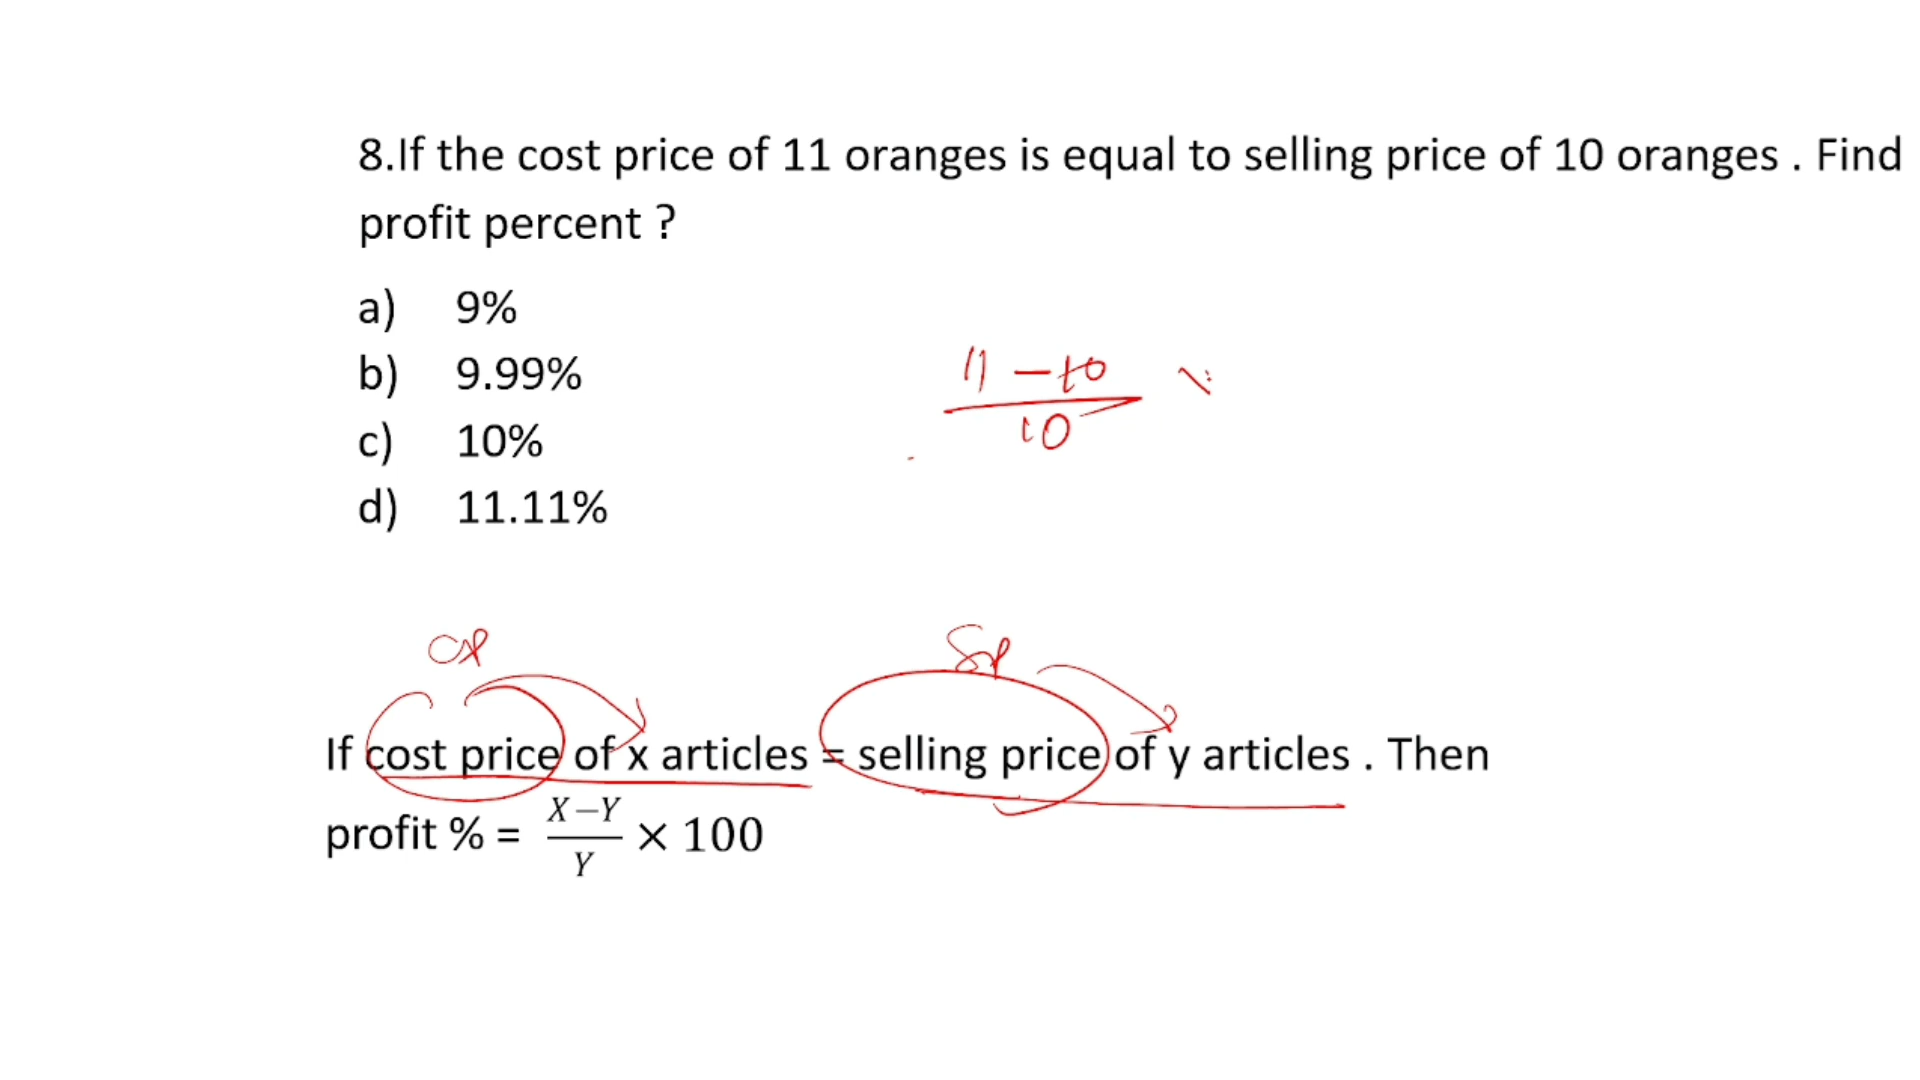 8.If the cost price of 11 oranges is equal to selling price of 10 oranges . Find
profit percent ?
a) 9%
b) 9.99%
c) 10%
d) 11.11%
11 - 10
10
CP
SP
If cost price of x articles = selling price of y articles . Then
profit % = X-Y/Y × 100